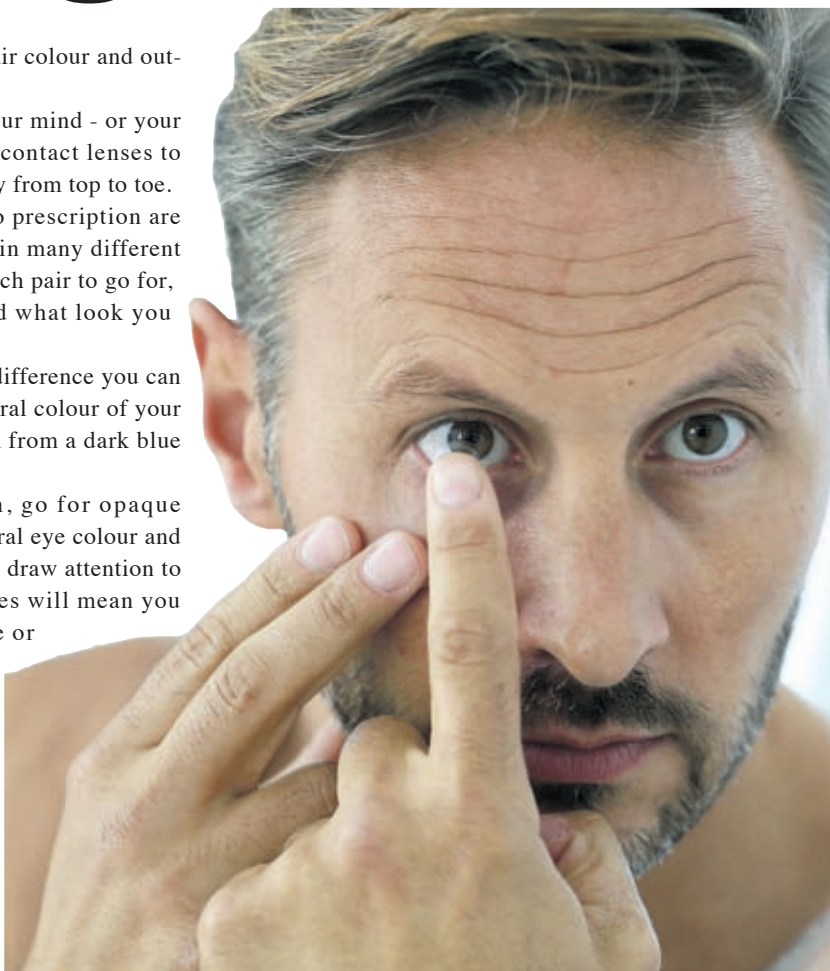 ir colour and out-
ur mind - or your
contact lenses to
y from top to toe.
o prescription are
in many different
ch pair to go for,
d what look you
difference you can
ral colour of your
from a dark blue
, go for opaque
ral eye colour and
draw attention to
es will mean you
e or